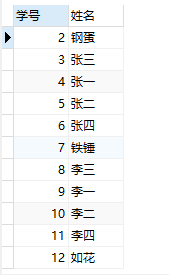 学号 姓名
2 钢蛋
3 张三
4 张一
5 张二
6 张四
7 铁锤
8 李三
9 李一
10 李二
11 李四
12 如花